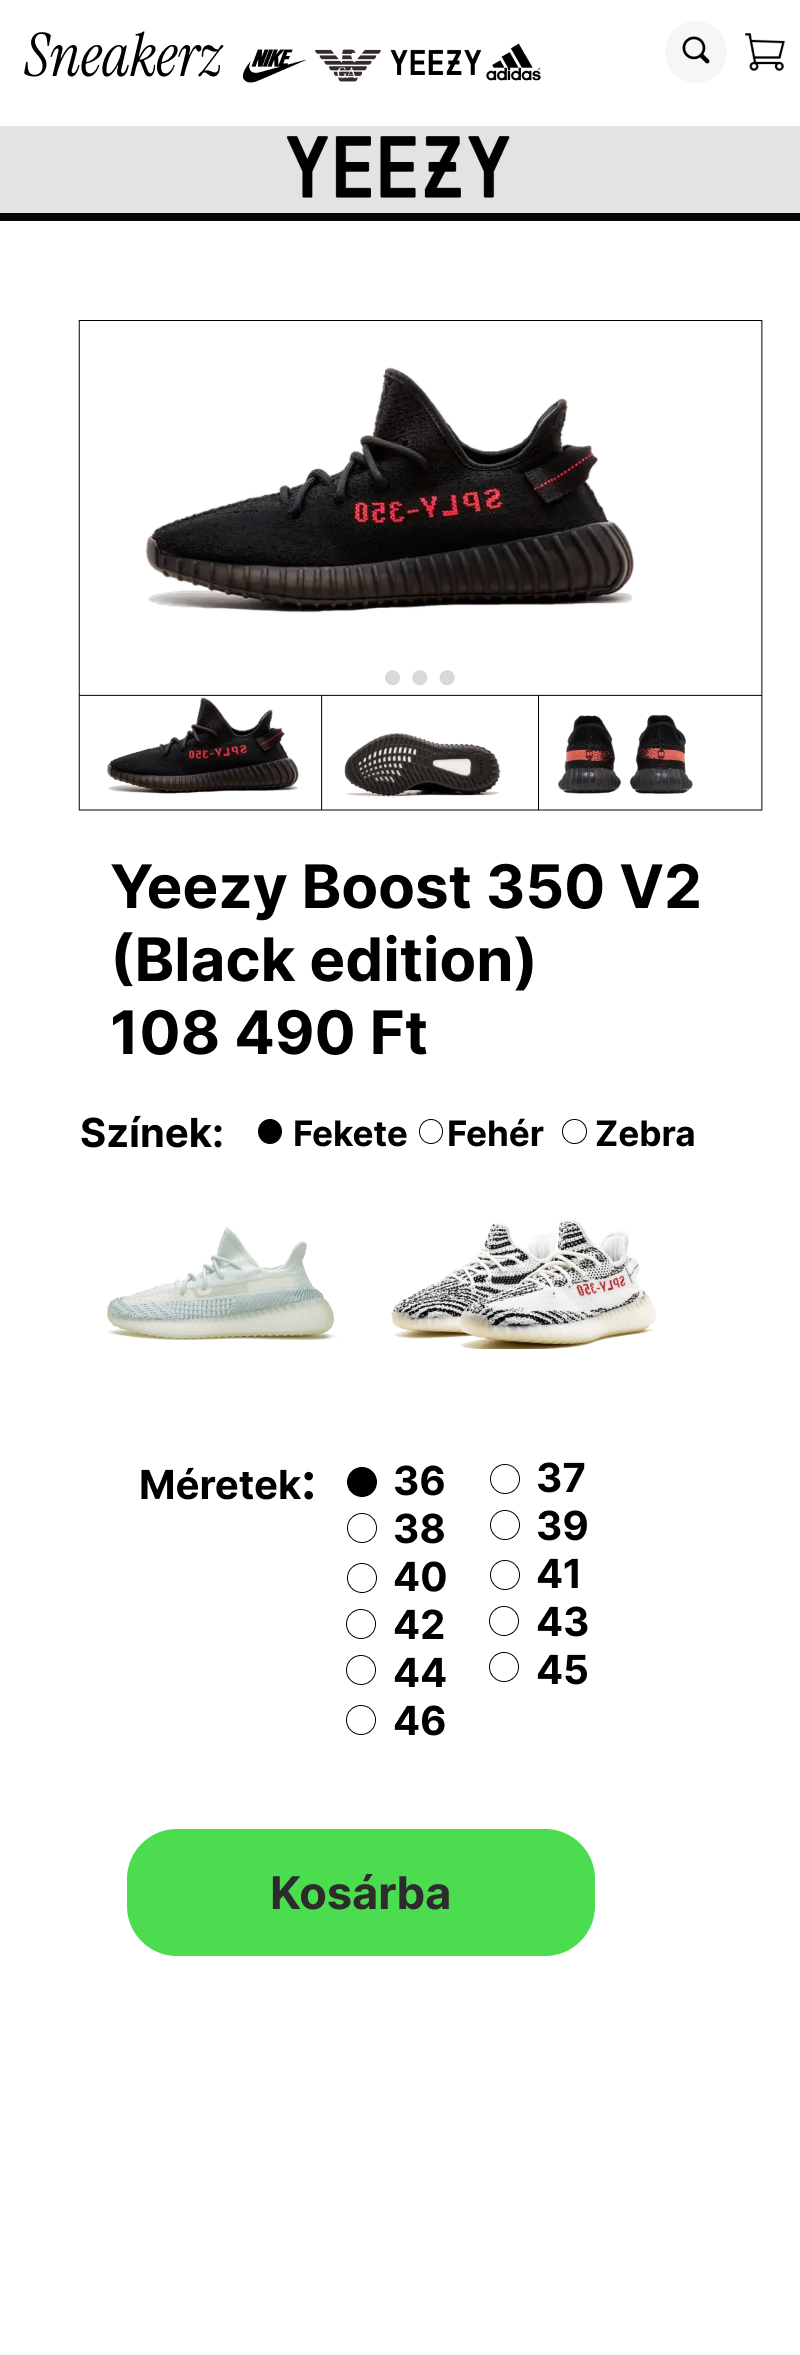 Sneakerz NIKE GA YEEZY adidas
YEEZY
SPLY-350
SPLY-350
Yeezy Boost 350 V2
(Black edition)
108 490 Ft
Színek: Fekete Fehér Zebra
SPLY-350
Méretek: 36 37
38 39
40 41
42 43
44 45
46
Kosárba